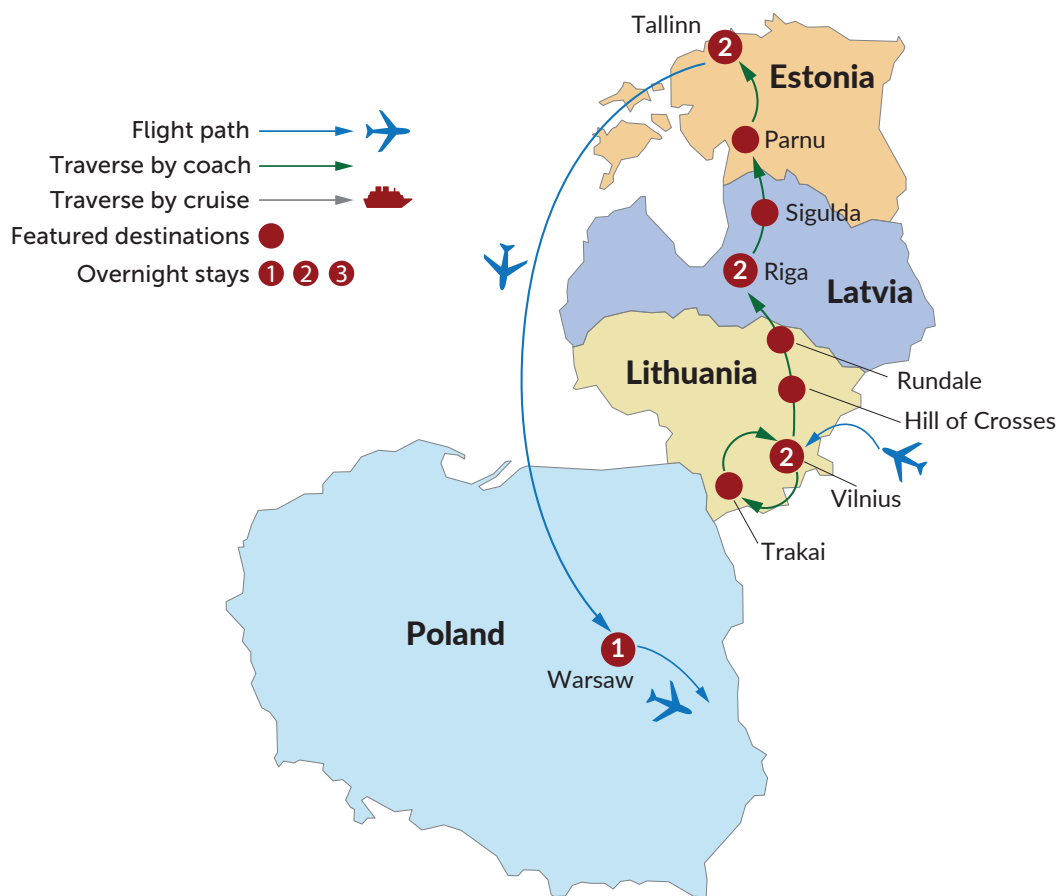 Tallinn
2
Estonia
Flight path
Parnu
Traverse by coach
Traverse by cruise
Sigulda
Featured destinations
Overnight stays 1 2 3
2
Riga
Latvia
Lithuania
Rundale
Hill of Crosses
2
Vilnius
Trakai
Poland
1
Warsaw